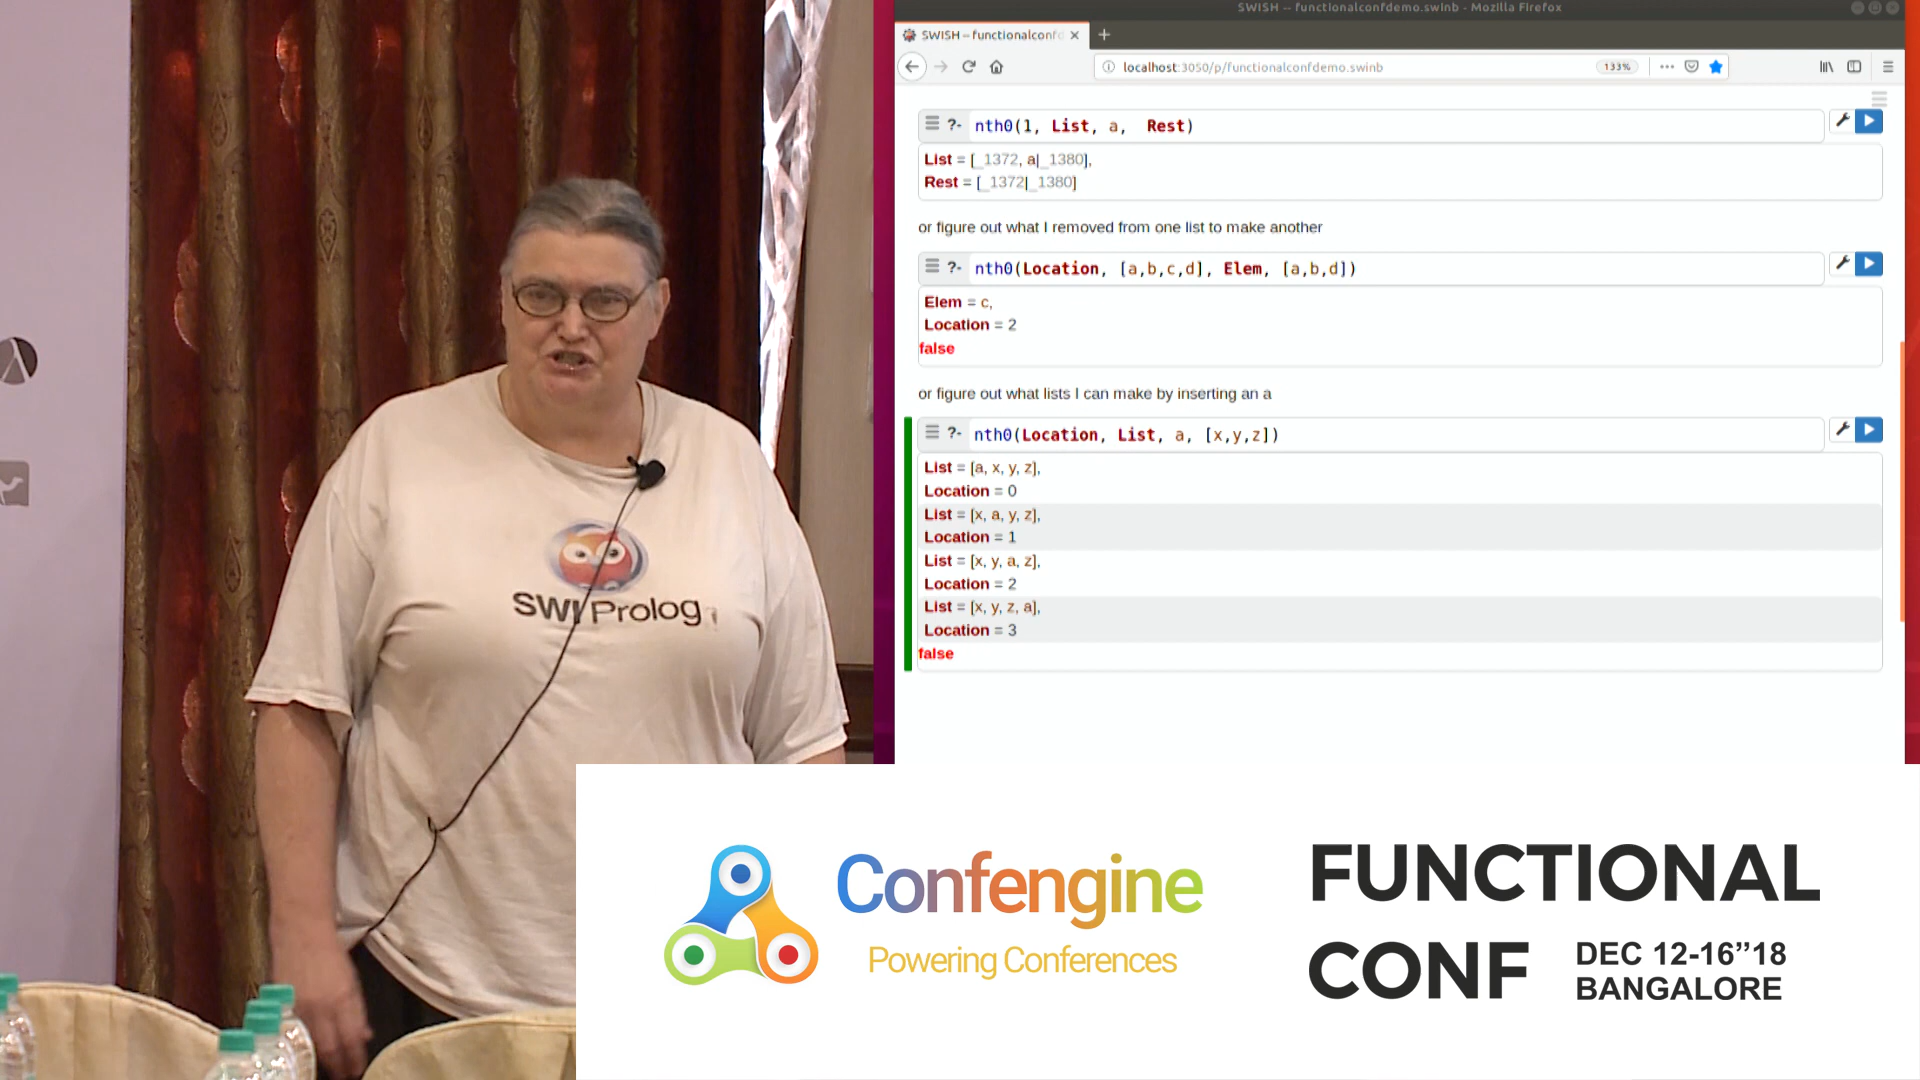 SWI Prolog
SWISH -- functionalconfdemo.swinb - Mozilla Firefox
SWISH -- functionalconfd
localhost:3050/p/functionalconfdemo.swinb
133%
?- nth0(1, List, a, Rest)
List = [_1372, a|_1380],
Rest = [_1372|_1380]
or figure out what I removed from one list to make another
?- nth0(Location, [a,b,c,d], Elem, [a,b,d])
Elem = c,
Location = 2
false
or figure out what lists I can make by inserting an a
?- nth0(Location, List, a, [x,y,z])
List = [a, x, y, z],
Location = 0
List = [x, a, y, z],
Location = 1
List = [x, y, a, z],
Location = 2
List = [x, y, z, a],
Location = 3
false
Confengine
Powering Conferences
FUNCTIONAL
CONF
DEC 12-16”18
BANGALORE